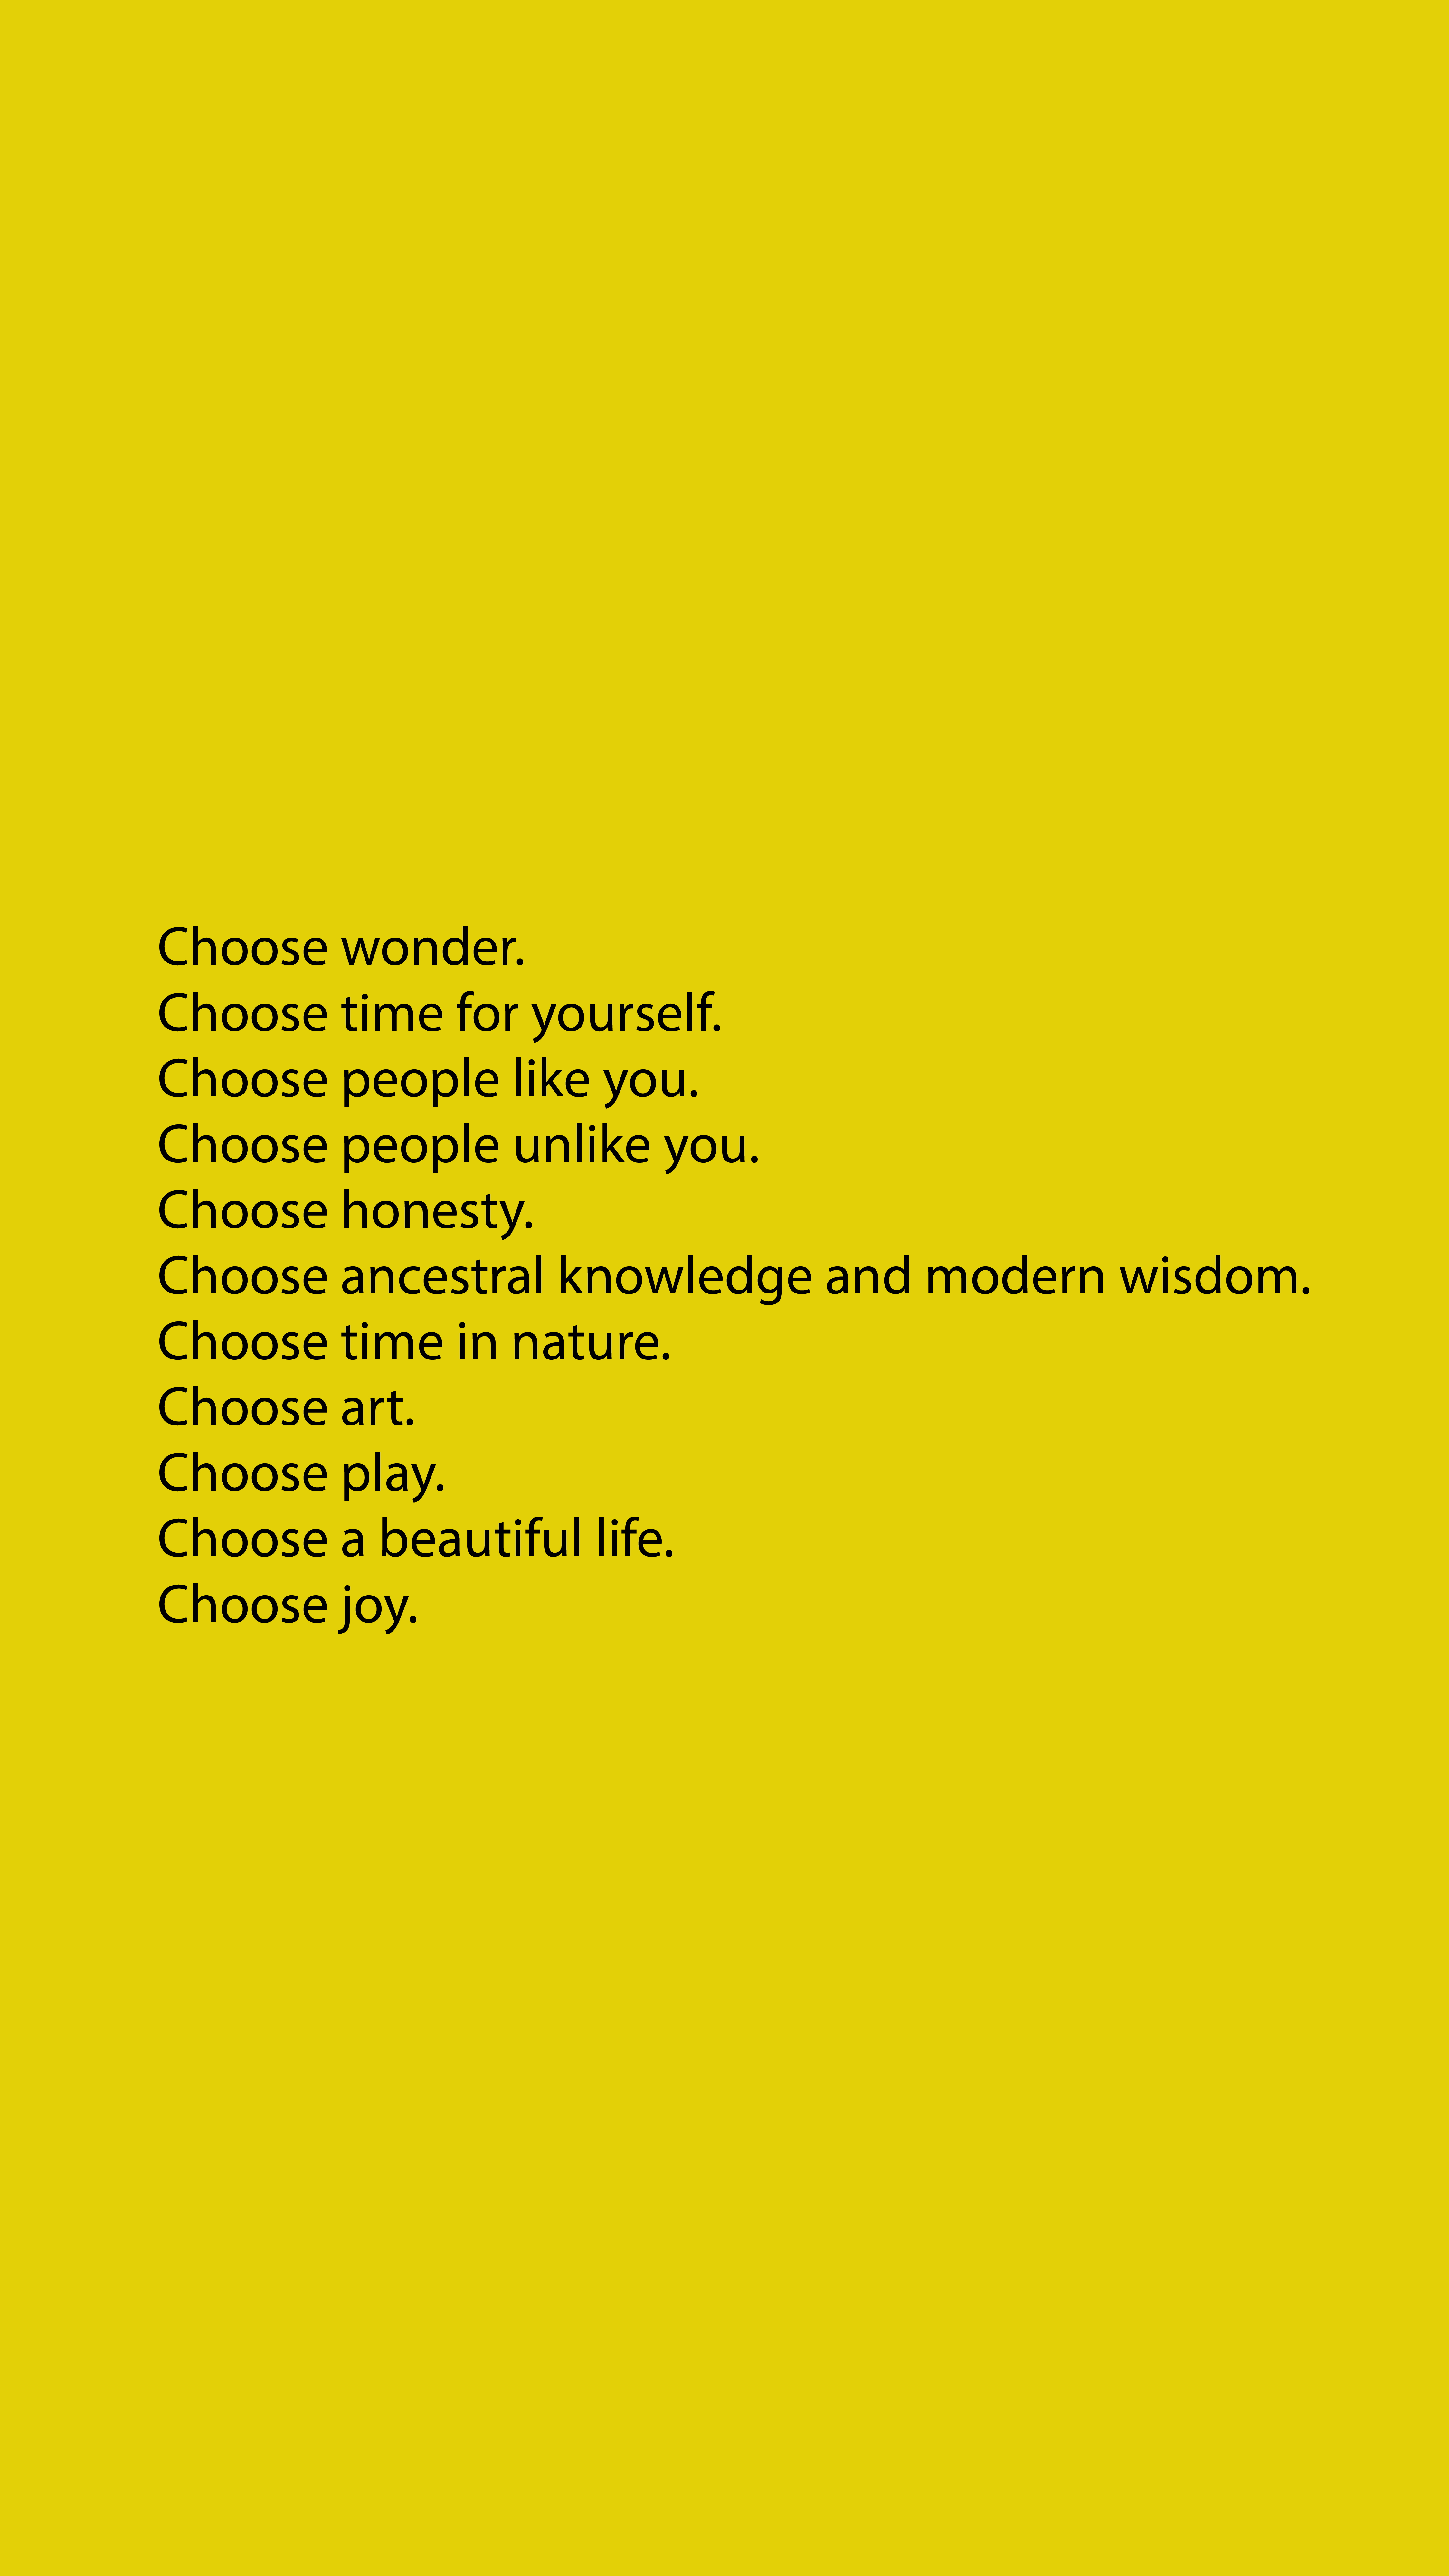 Choose wonder.
Choose time for yourself.
Choose people like you.
Choose people unlike you.
Choose honesty.
Choose ancestral knowledge and modern wisdom.
Choose time in nature.
Choose art.
Choose play.
Choose a beautiful life.
Choose joy.